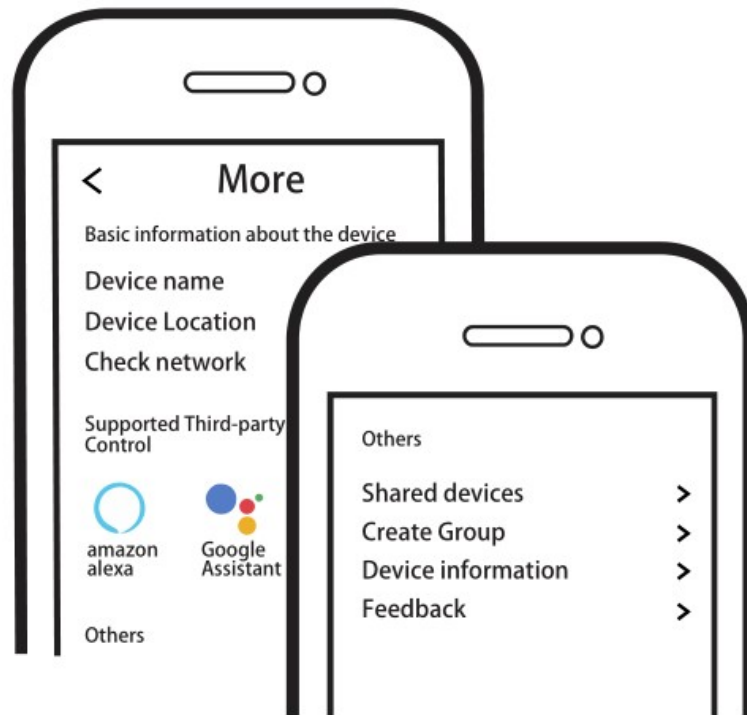 <
More
Basic information about the device
Device name
Device Location
Check network
Supported Third-party
Control
amazon
alexa
Google
Assistant
Others
Others
Shared devices >
Create Group >
Device information >
Feedback >